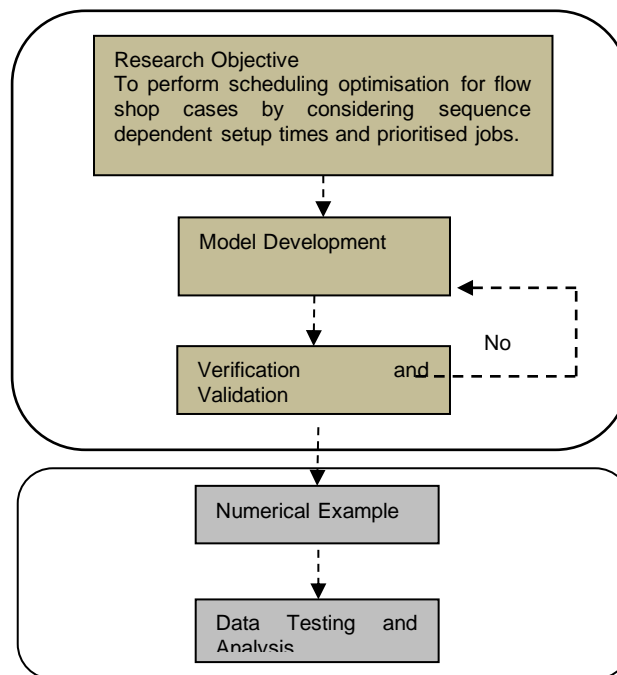 Research Objective
To perform scheduling optimisation for flow
shop cases by considering sequence
dependent setup times and prioritised jobs.
Model Development
No
Verification and
Validation
Numerical Example
Data Testing and
Analysis